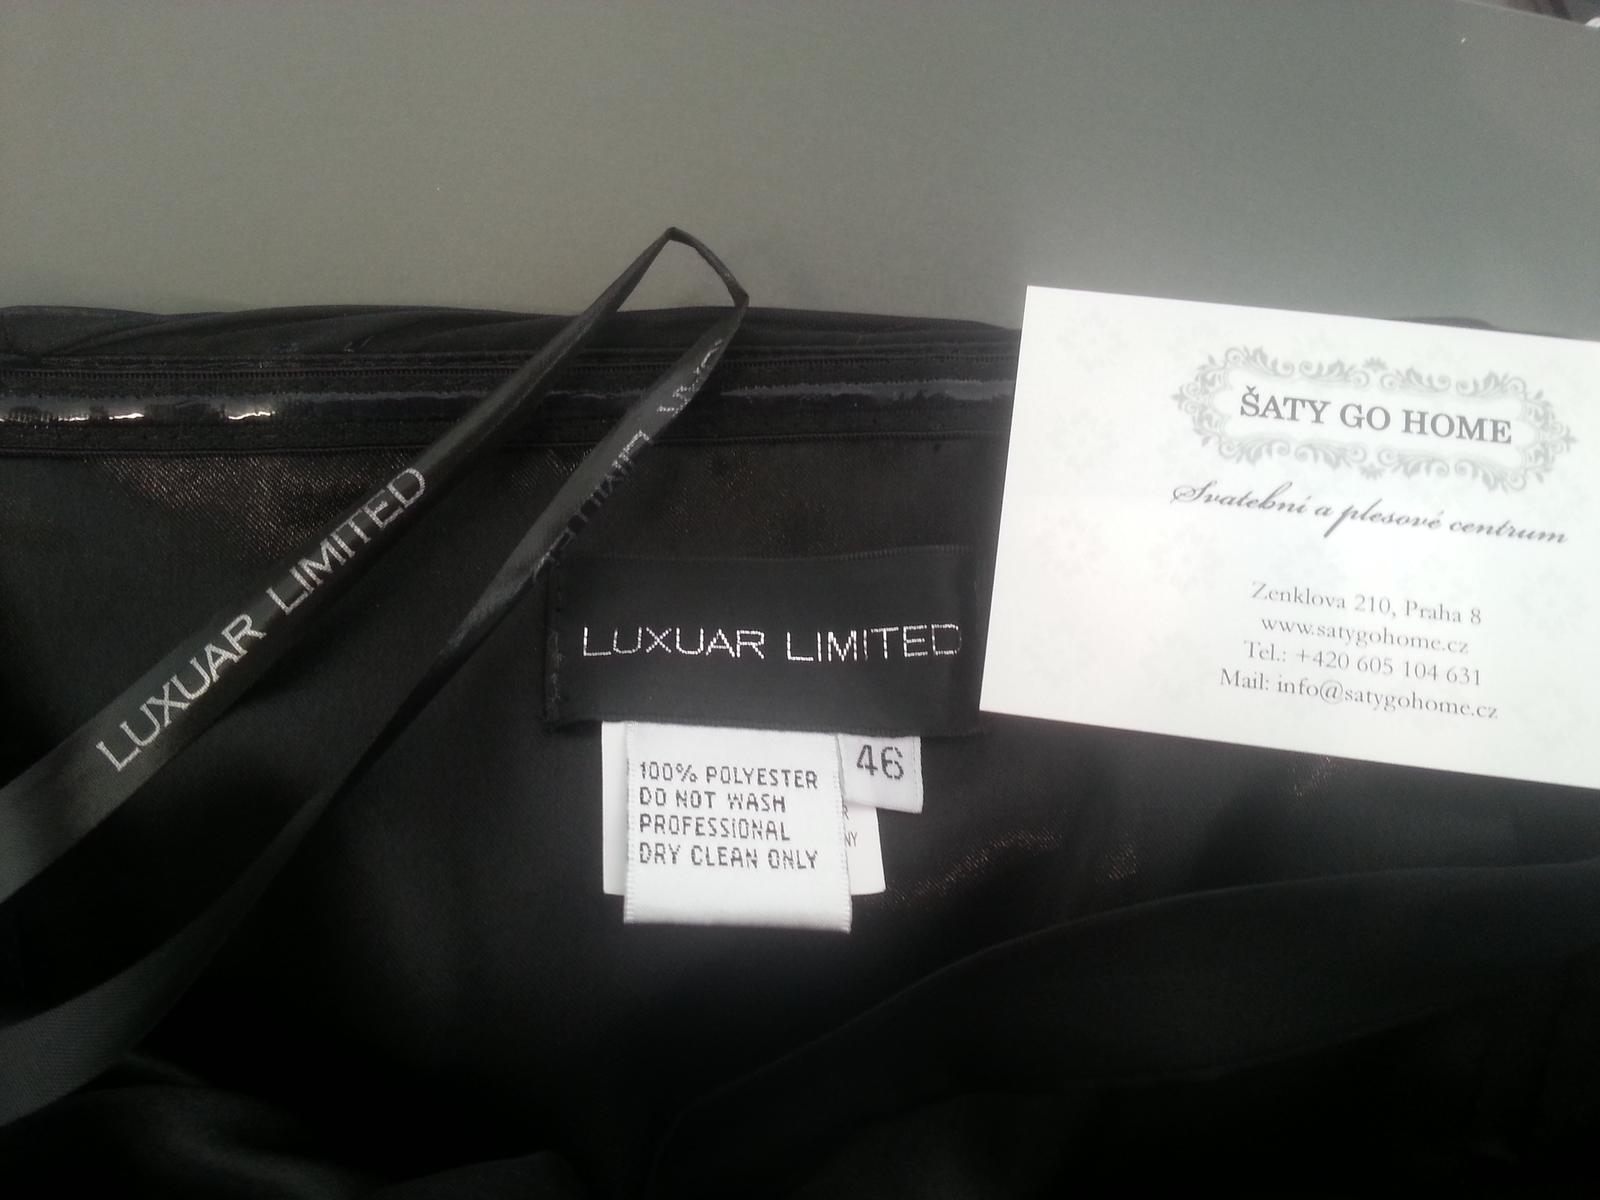 LUXUAR LIMITED
LIMITED
LUXUAR LIMITED
100% POLYESTER
DO NOT WASH
PROFESSIONAL
DRY CLEAN ONLY
46
ŠATY GO HOME
Svatební a plesové centrum
Zenklova 210, Praha 8
www.satygohome.cz
Tel.: +420 605 104 631
Mail: info@satygohome.cz